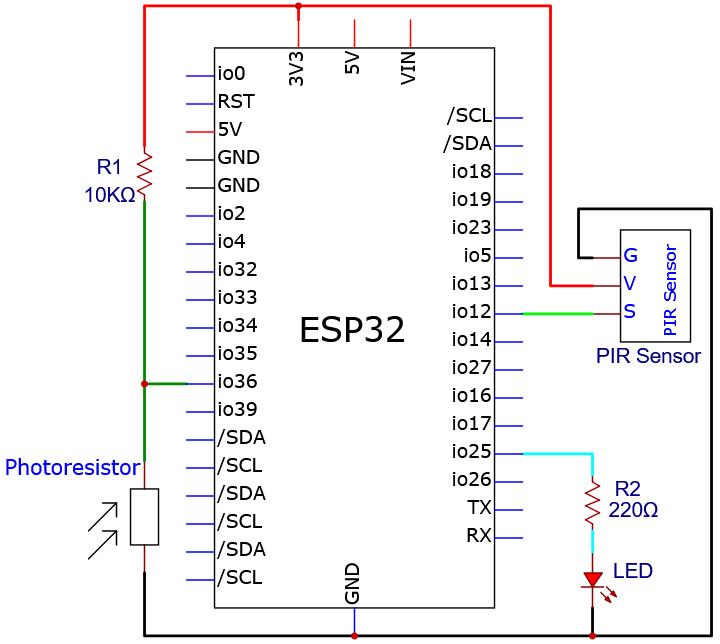 3V3
5V
VIN
io0
RST
5V
GND
GND
io2
io4
io32
io33
io34
io35
io36
io39
/SDA
/SCL
/SDA
/SCL
/SDA
/SCL
R1
10KΩ
Photoresistor
ESP32
GND
/SCL
/SDA
io18
io19
io23
io5
io13
io12
io14
io27
io16
io17
io25
io26
TX
RX
G
V
S
PIR Sensor
PIR Sensor
R2
220Ω
LED